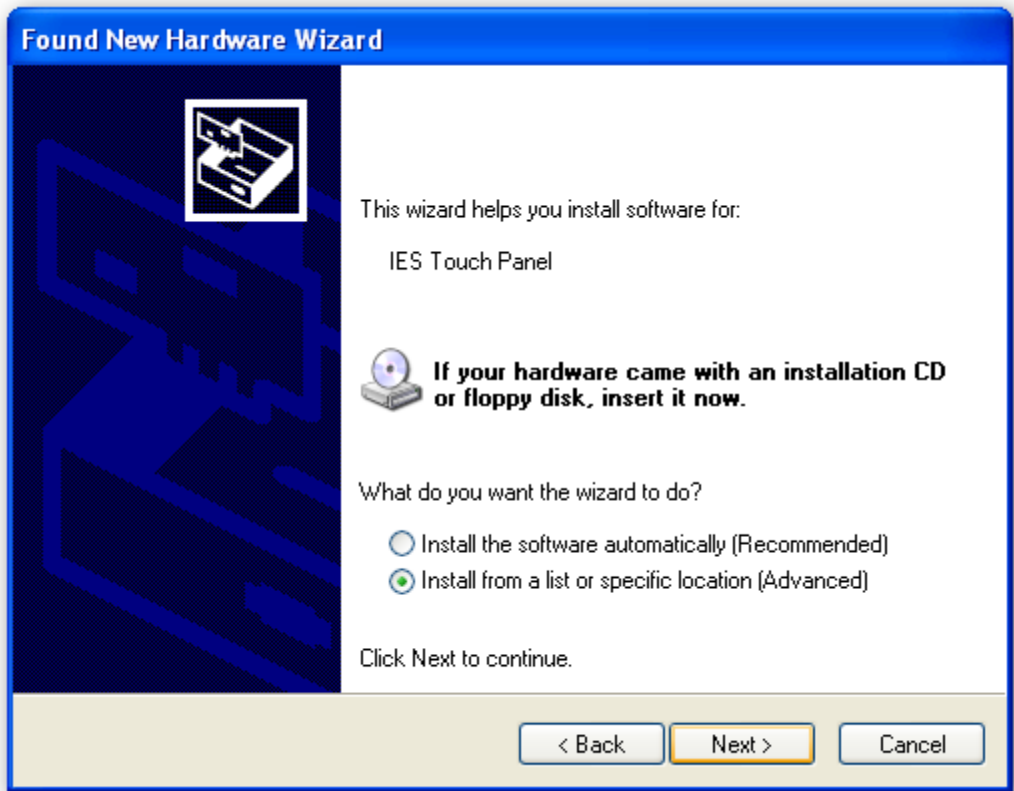 Found New Hardware Wizard
This wizard helps you install software for:
IES Touch Panel
If your hardware came with an installation CD
or floppy disk, insert it now.
What do you want the wizard to do?
Install the software automatically (Recommended)
Install from a list or specific location (Advanced)
Click Next to continue.
< Back
Next >
Cancel